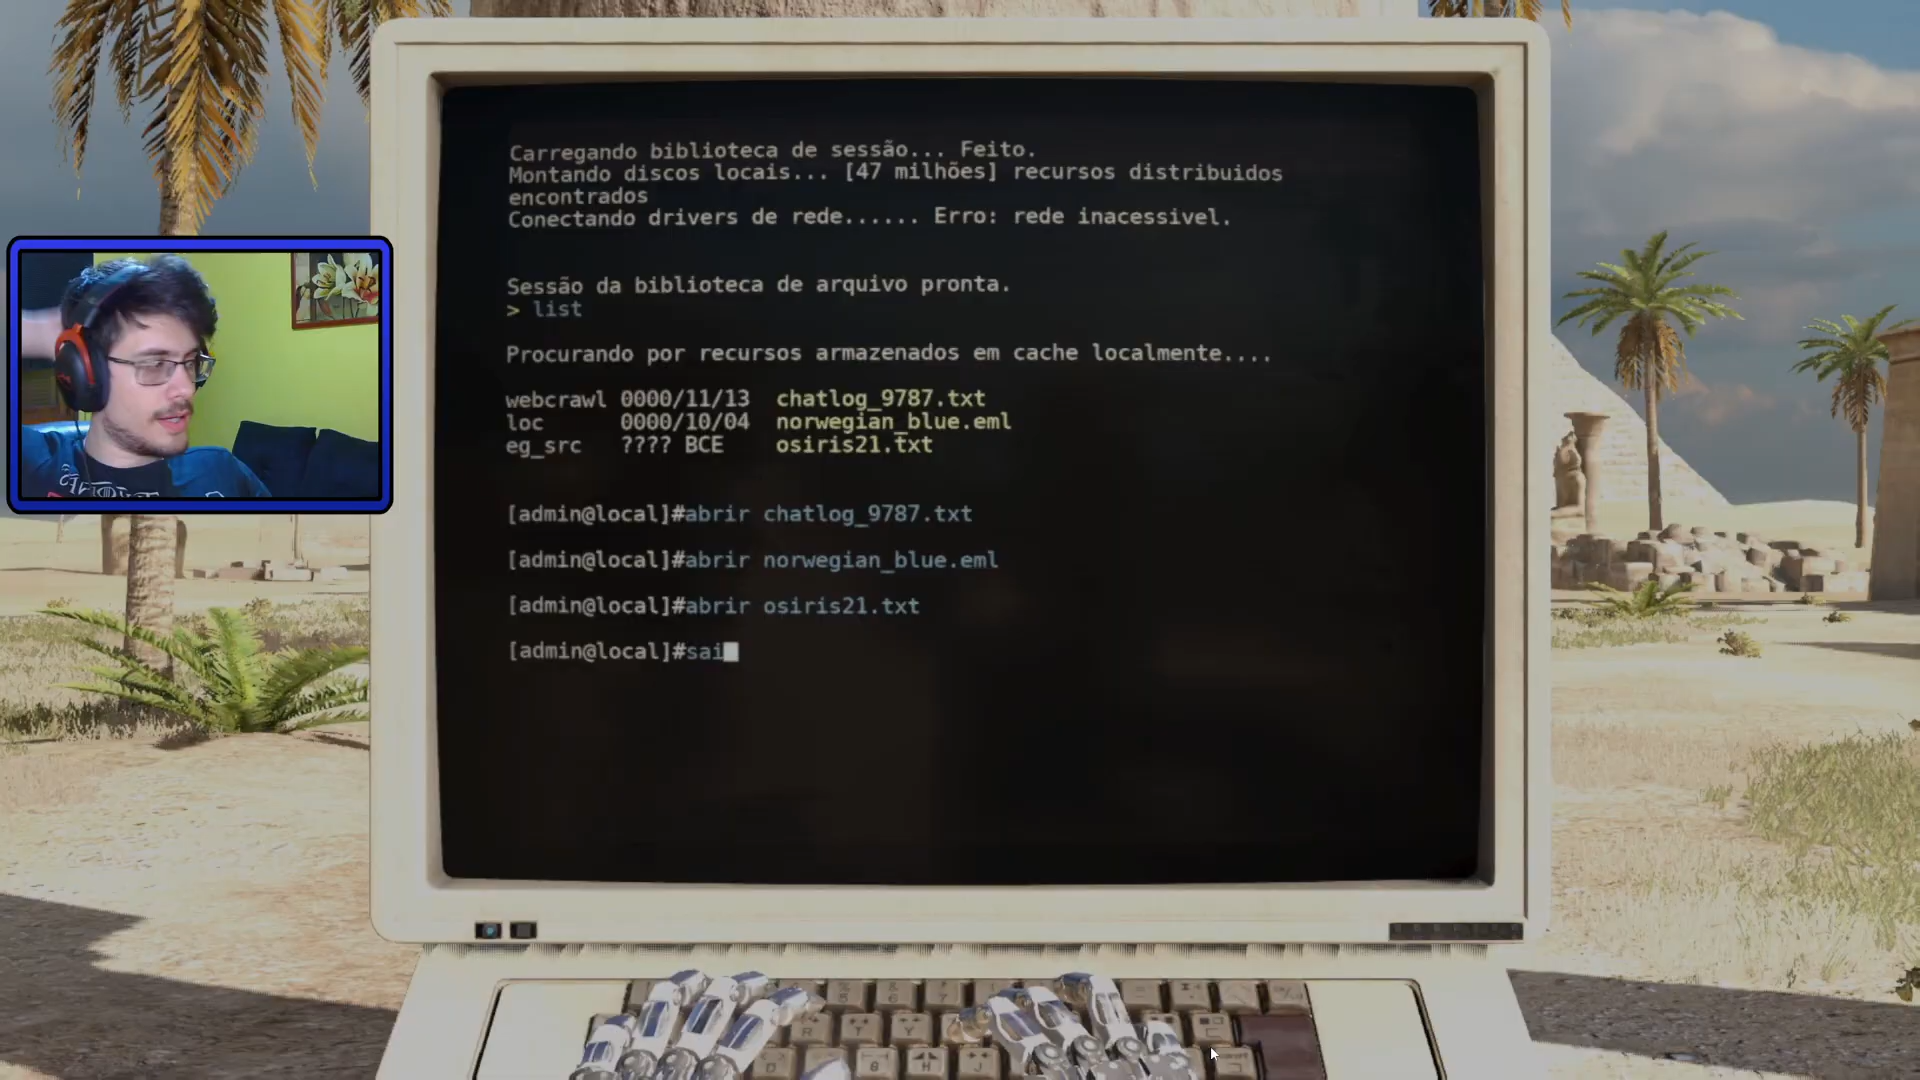 Carregando biblioteca de sessão... Feito.
Montando discos locais... [47 milhões] recursos distribuidos
encontrados
Conectando drivers de rede...... Erro: rede inacessivel.
Sessão da biblioteca de arquivo pronta.
> list
Procurando por recursos armazenados em cache localmente....
webcrawl 0000/11/13 chatlog_9787.txt
loc 0000/10/04 norwegian_blue.eml
eg_src ???? BCE osiris21.txt
[admin@local]#abrir chatlog_9787.txt
[admin@local]#abrir norwegian_blue.eml
[admin@local]#abrir osiris21.txt
[admin@local]#sai